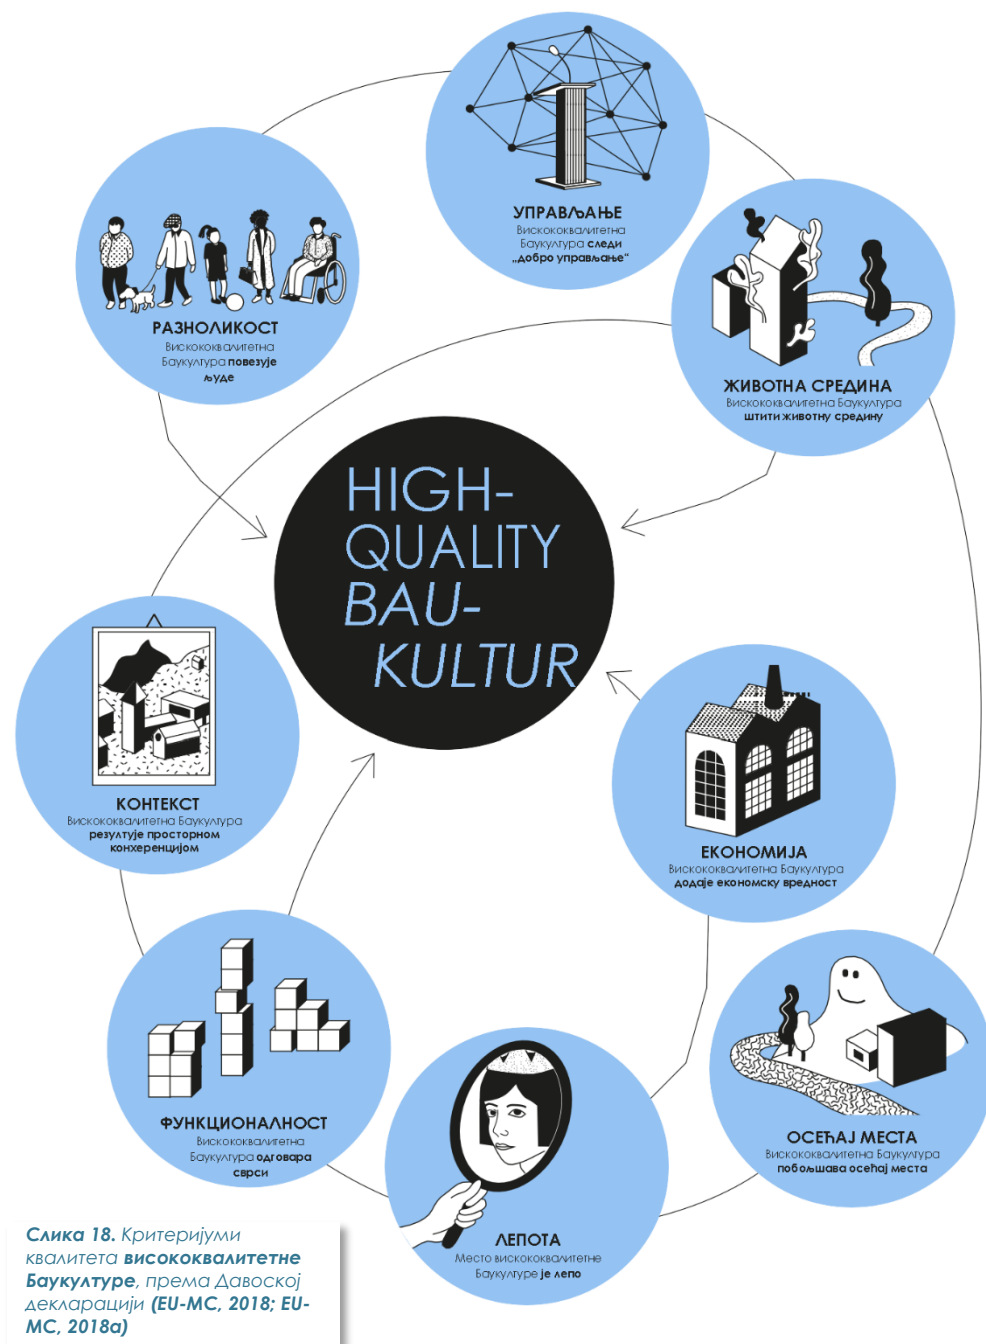 УПРАВЉАЊЕ
Висококвалитетна
Баукултура следи
„добро управљање“
РАЗНОЛИКОСТ
Висококвалитетна
Баукултура повезује
људе
ЖИВОТНА СРЕДИНА
Висококвалитетна Баукултура
штити животну средину
HIGH-
QUALITY
BAU-
KULTUR
КОНТЕКСТ
Висококвалитетна Баукултура
резултује просторном
конхеренцијом
ЕКОНОМИЈА
Висококвалитетна Баукултура
додаје економску вредност
ФУНКЦИОНАЛНОСТ
Висококвалитетна
Баукултура одговара
сврси
ОСЕЋАЈ МЕСТА
Висококвалитетна Баукултура
побољшава осећај места
ЛЕПОТА
Место висококвалитетне
Баукултуре је лепо
Слика 18. Критеријуми
квалитета висококвалитетне
Баукултуре, према Давоској
декларацији (EU-MC, 2018; EU-
MC, 2018a)